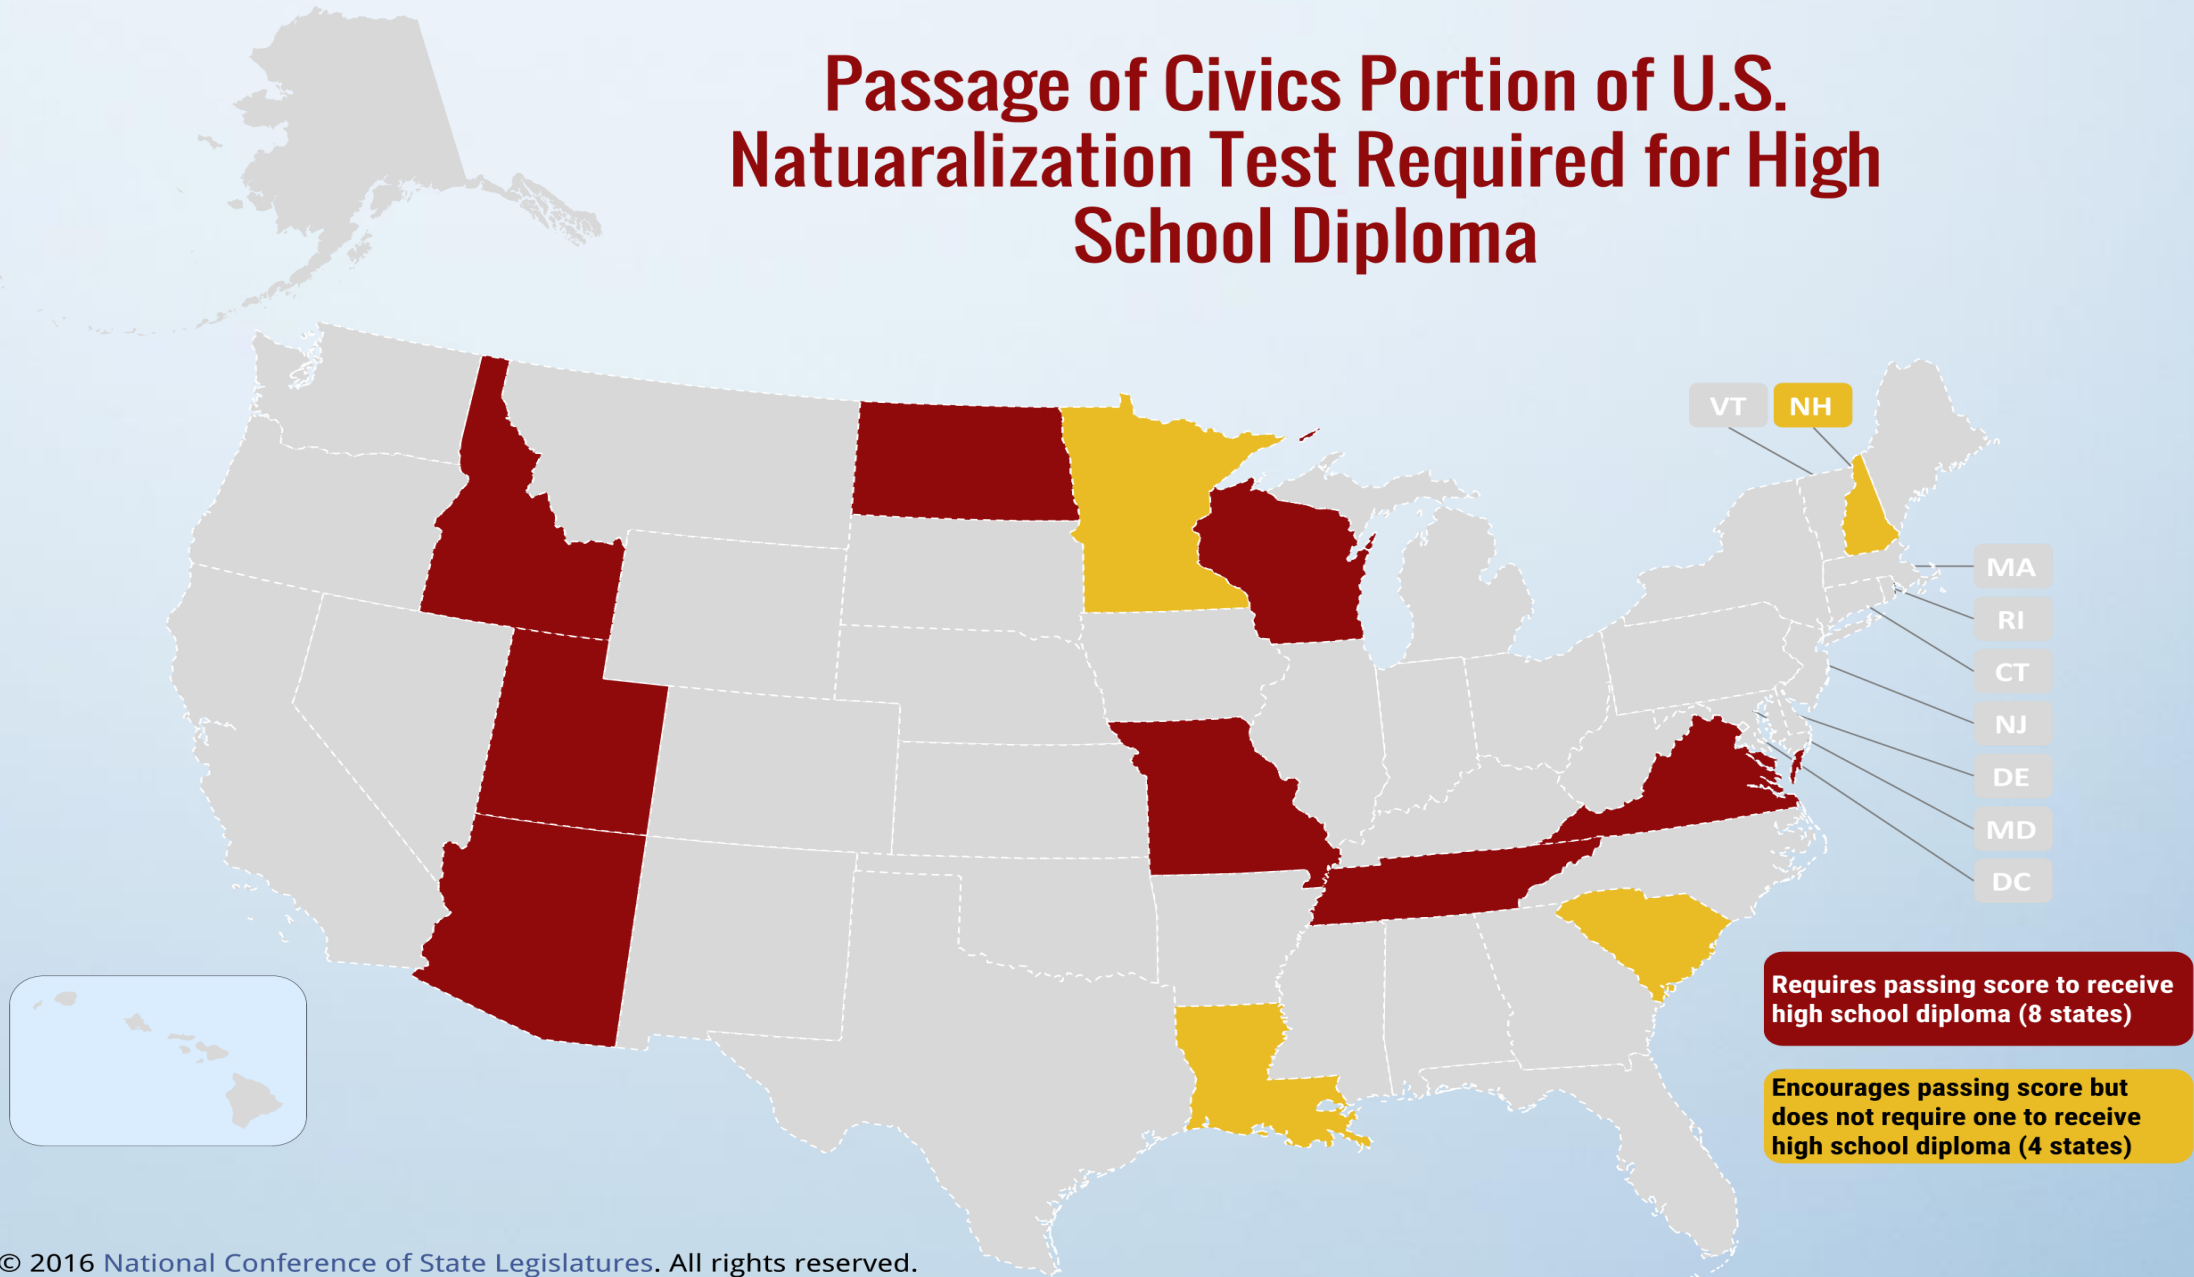 Passage of Civics Portion of U.S.
Natuaralization Test Required for High
School Diploma
VT
NH
MA
RI
CT
NJ
DE
MD
DC
Requires passing score to receive
high school diploma (8 states)
Encourages passing score but
does not require one to receive
high school diploma (4 states)
© 2016 National Conference of State Legislatures. All rights reserved.